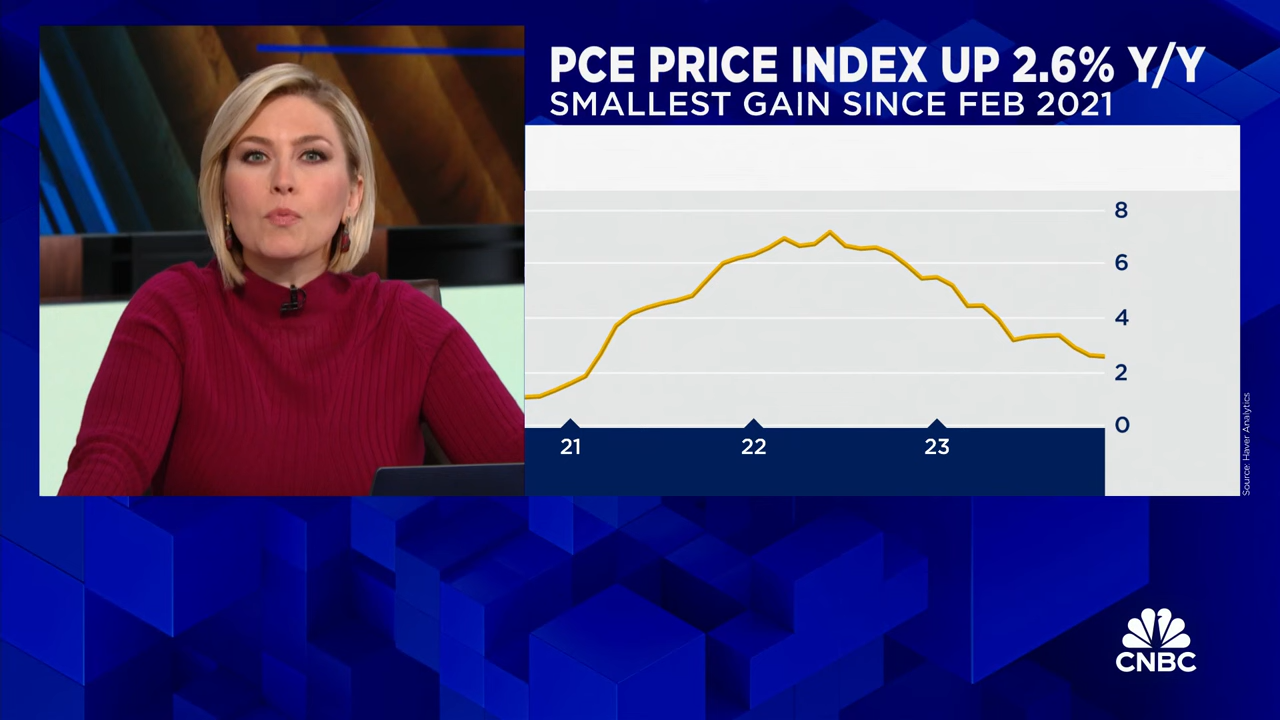 PCE PRICE INDEX UP 2.6% Y/Y
SMALLEST GAIN SINCE FEB 2021
8
6
4
2
0
21
22
23
Source: Haver Analytics
CNBC